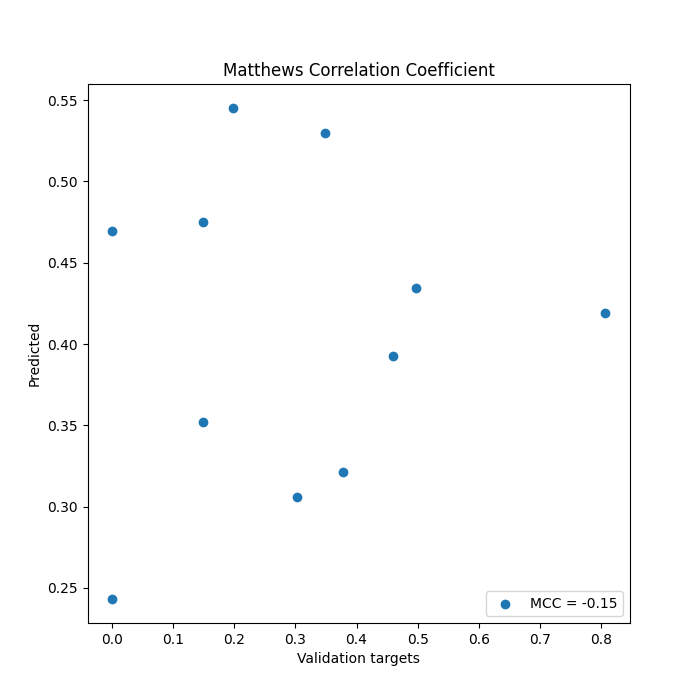 Matthews Correlation Coefficient
0.55
0.50
0.45
0.40
0.35
0.30
0.25
Predicted
MCC = -0.15
0.0 0.1 0.2 0.3 0.4 0.5 0.6 0.7 0.8
Validation targets